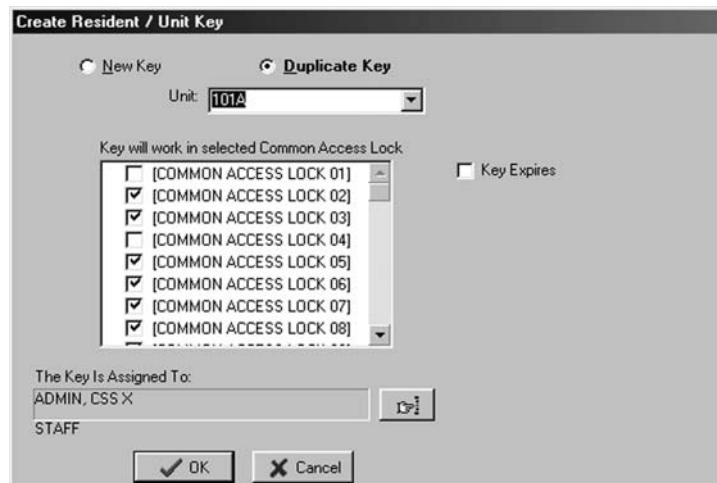 Create Resident / Unit Key
New Key Duplicate Key
Unit: 101A
Key will work in selected Common Access Lock
[COMMON ACCESS LOCK 01]
Key Expires
[COMMON ACCESS LOCK 02]
[COMMON ACCESS LOCK 03]
[COMMON ACCESS LOCK 04]
[COMMON ACCESS LOCK 05]
[COMMON ACCESS LOCK 06]
[COMMON ACCESS LOCK 07]
[COMMON ACCESS LOCK 08]
The Key Is Assigned To:
ADMIN, CSS X
STAFF
OK Cancel